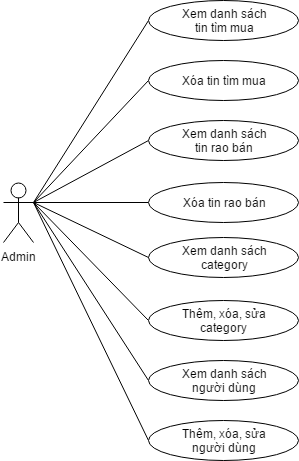 Xem danh sách
tin tìm mua
Xóa tin tìm mua
Xem danh sách
tin rao bán
Xóa tin rao bán
Admin
Xem danh sách
category
Thêm, xóa, sửa
category
Xem danh sách
người dùng
Thêm, xóa, sửa
người dùng